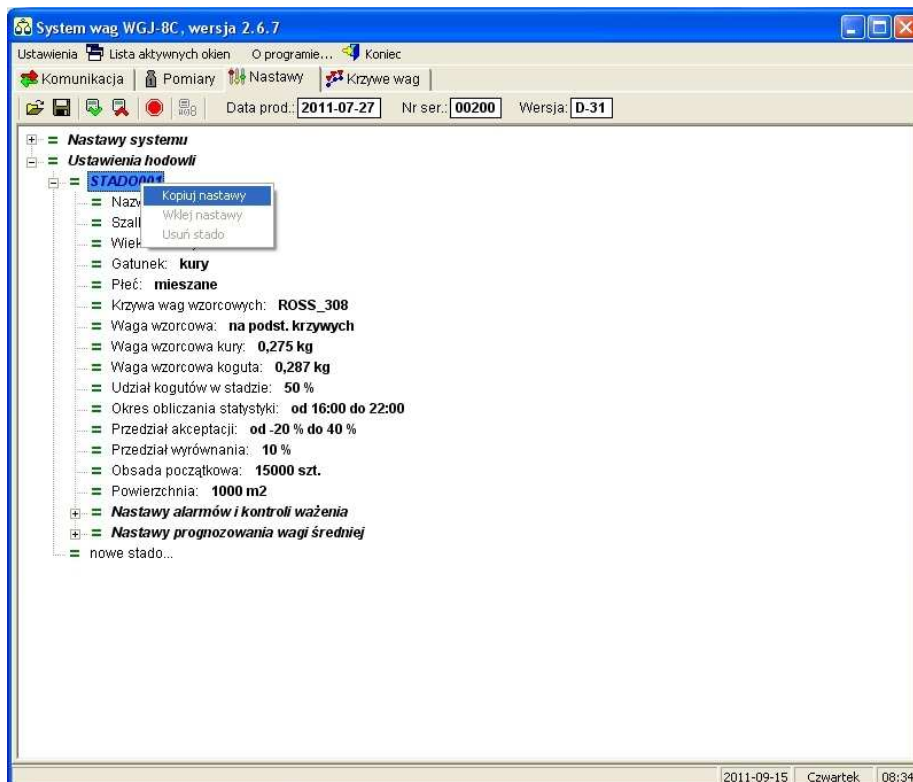 System wag WGJ-8C, wersja 2.6.7
Ustawienia Lista aktywnych okien O programie... Koniec
Komunikacja Pomiary Nastawy Krzywe wag
Data prod.: 2011-07-27 Nr ser.: 00200 Wersja: D-31
Nastawy systemu
Ustawienia hodowli
STADO001
Kopiuj nastawy
Wklej nastawy
Usuń stado
Gatunek: kury
Płeć: mieszane
Krzywa wag wzorcowych: ROSS_308
Waga wzorcowa: na podst. krzywych
Waga wzorcowa kury: 0,275 kg
Waga wzorcowa koguta: 0,287 kg
Udział kogutów w stadzie: 50 %
Okres obliczania statystyki: od 16:00 do 22:00
Przedział akceptacji: od -20 % do 40 %
Przedział wyrównania: 10 %
Obsada początkowa: 15000 szt.
Powierzchnia: 1000 m2
Nastawy alarmów i kontroli ważenia
Nastawy prognozowania wagi średniej
nowe stado...
2011-09-15 Czwartek 08:34